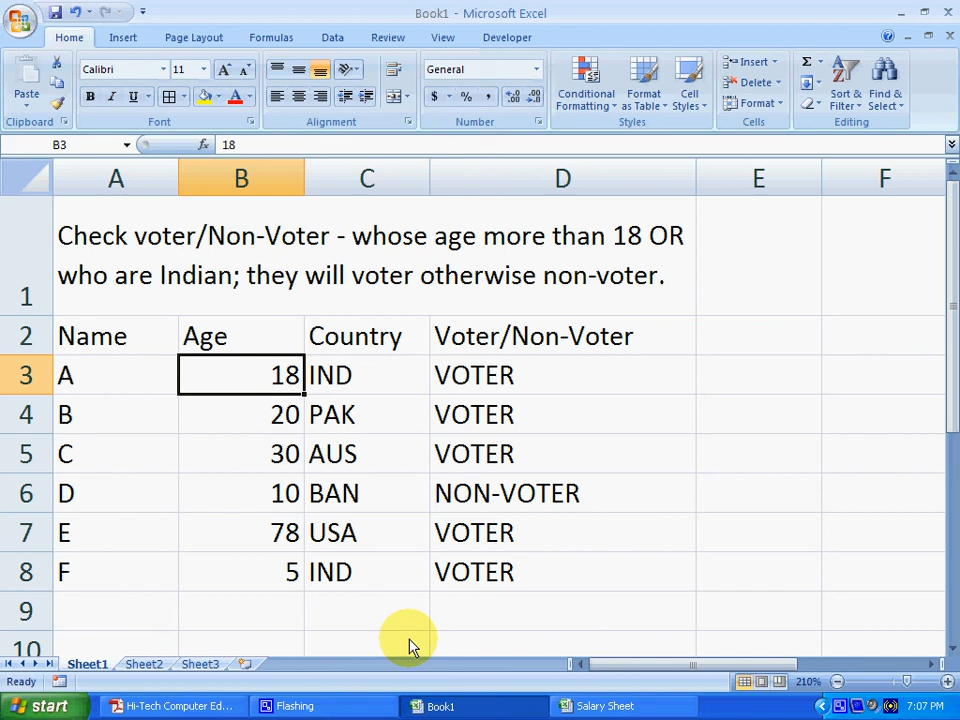 Book1 - Microsoft Excel
Home Insert Page Layout Formulas Data Review View Developer
Paste Calibri 11 A A General Conditional Formatting Format as Table Cell Styles Insert Delete Format Σ Sort & Filter Find & Select
B I U A $ % , .0 .00 .00 .0
Clipboard Font Alignment Number Styles Cells Editing
B3 fx 18
A B C D E F
1 Check voter/Non-Voter - whose age more than 18 OR
who are Indian; they will voter otherwise non-voter.
2 Name Age Country Voter/Non-Voter
3 A 18 IND VOTER
4 B 20 PAK VOTER
5 C 30 AUS VOTER
6 D 10 BAN NON-VOTER
7 E 78 USA VOTER
8 F 5 IND VOTER
9
10
Sheet1 Sheet2 Sheet3
Ready 210%
start Hi-Tech Computer Ed... Flashing Book1 Salary Sheet 7:07 PM